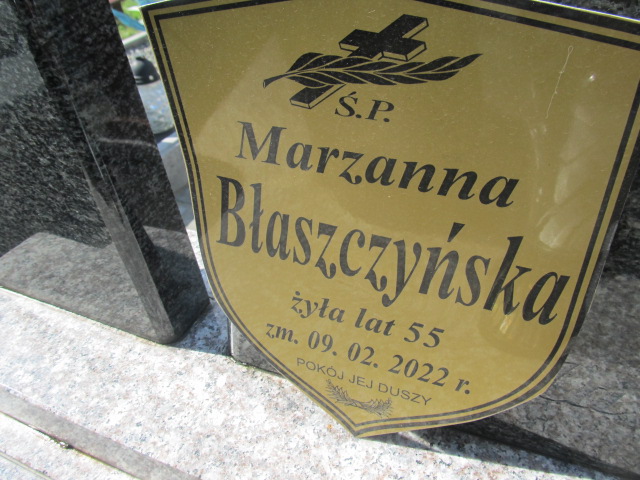 Ś.P.
Marzanna
Błaszczyńska
żyła lat 55
zm. 09. 02. 2022 r.
POKÓJ JEJ DUSZY